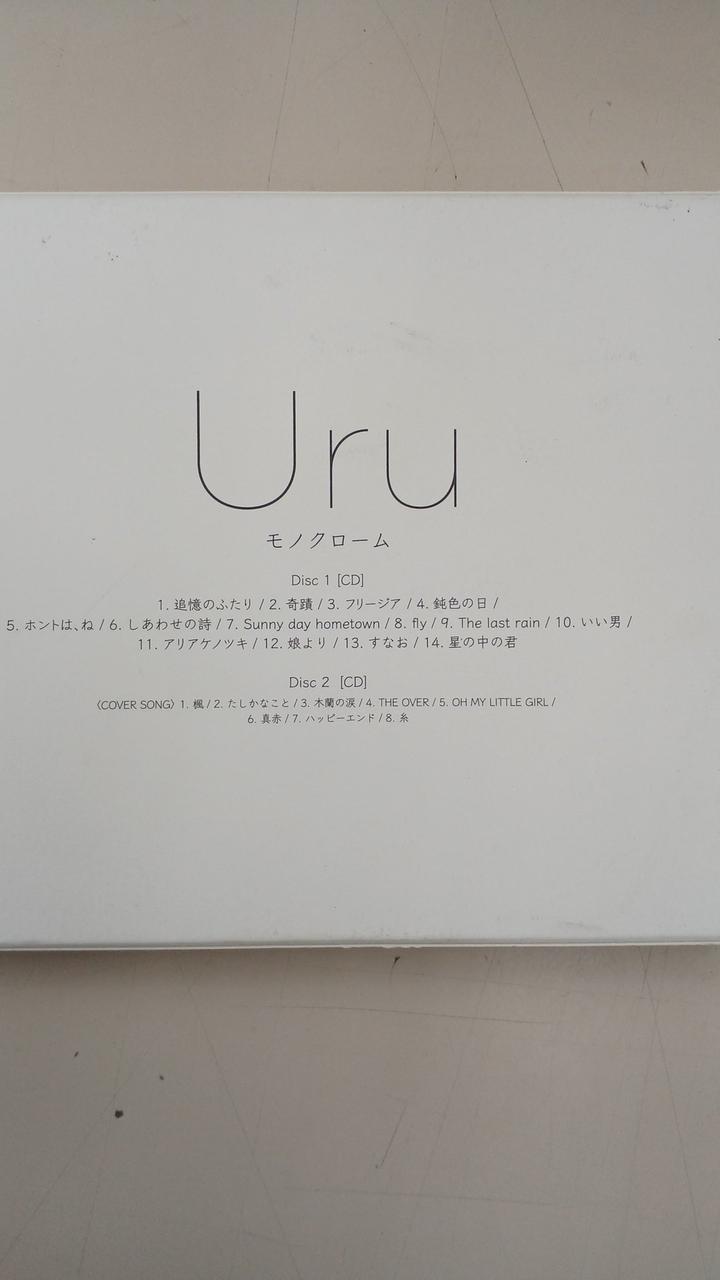 Uru
モノクローム
Disc 1 [CD]
1. 追憶のふたり / 2. 奇蹟 / 3. フリージア / 4. 鈍色の日 /
5. ホントは、ね / 6. しあわせの詩 / 7. Sunny day hometown / 8. fly / 9. The last rain / 10. いい男 /
11. アリアケノツキ / 12. 娘より / 13. すなお / 14. 星の中の君
Disc 2 [CD]
〈COVER SONG〉 1. 楓 / 2. たしかなこと / 3. 木蘭の涙 / 4. THE OVER / 5. OH MY LITTLE GIRL /
6. 真赤 / 7. ハッピーエンド / 8. 糸